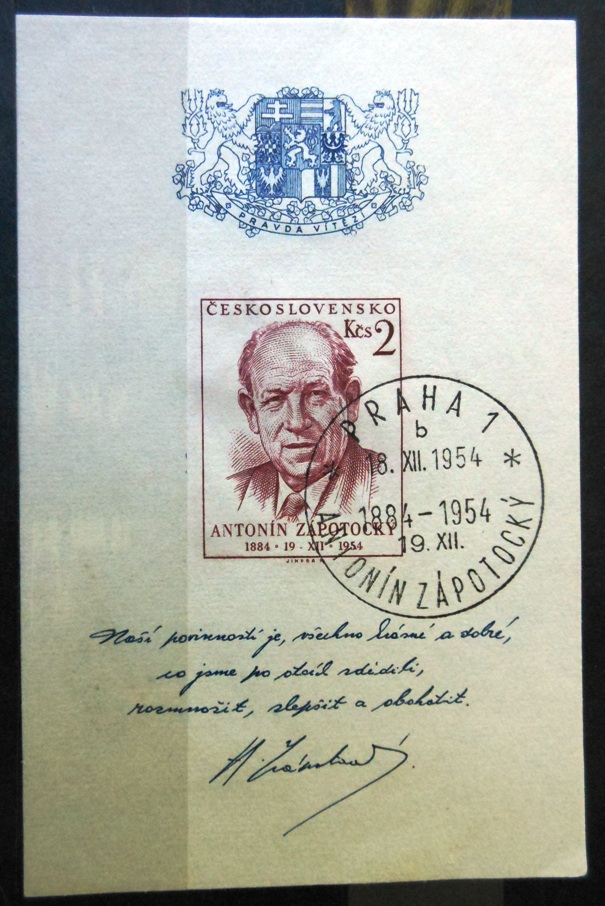 PRAVDA VÍTĚZÍ
ČESKOSLOVENSKO
Kčs 2
ANTONÍN ZÁPOTOCKÝ
1884 · 19 · XII · 1954
PRAHA 1
b
* 18. XII. 1954 *
1884-1954
19. XII.
ANTONÍN ZÁPOTOCKÝ
Naší povinností je, všechno krásné a dobré,
co jsme po otcích zdědili,
rozmnožit, zlepšit a obohatit.
A. Zápotocký